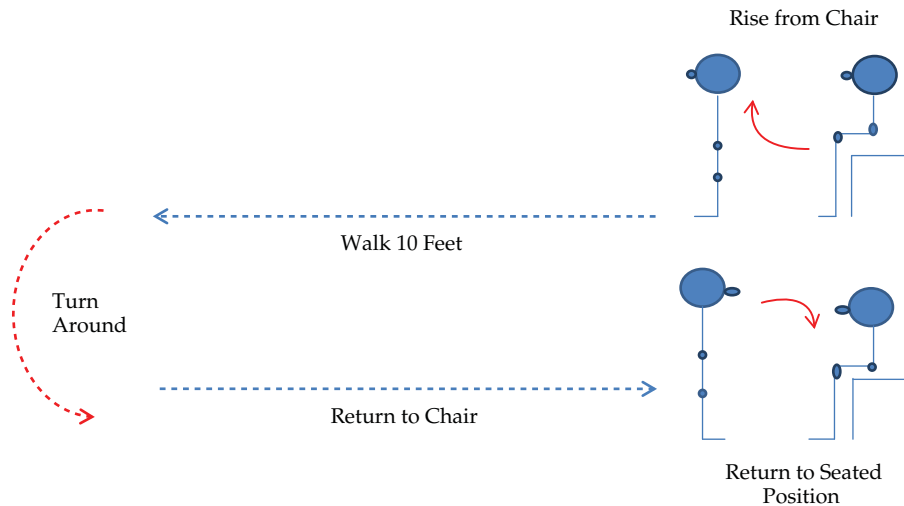 Rise from Chair
Walk 10 Feet
Turn
Around
Return to Chair
Return to Seated
Position